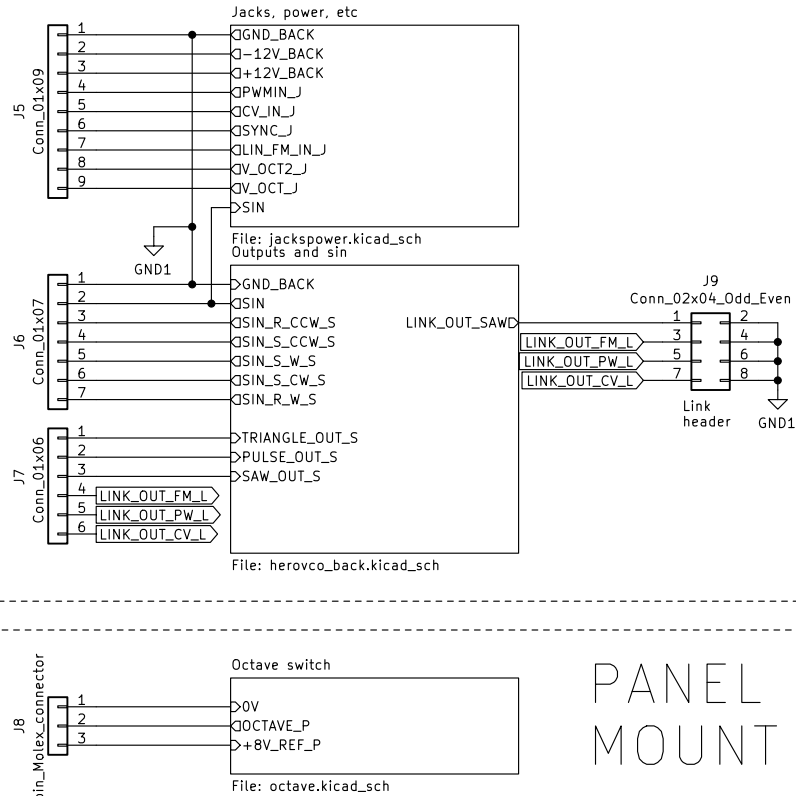 Jacks, power, etc
J5
Conn_01x09
1
2
3
4
5
6
7
8
9
GND_BACK
-12V_BACK
+12V_BACK
PWMIN_J
CV_IN_J
SYNC_J
LIN_FM_IN_J
V_OCT2_J
V_OCT_J
SIN
File: jackspower.kicad_sch
GND1
Outputs and sin
J6
Conn_01x07
1
2
3
4
5
6
7
GND_BACK
SIN
SIN_R_CCW_S
SIN_S_CCW_S
SIN_S_W_S
SIN_S_CW_S
SIN_R_W_S
LINK_OUT_SAW
J9
Conn_02x04_Odd_Even
1 2
LINK_OUT_FM_L 3 4
LINK_OUT_PW_L 5 6
LINK_OUT_CV_L 7 8
Link
header
GND1
J7
Conn_01x06
1
2
3
4 LINK_OUT_FM_L
5 LINK_OUT_PW_L
6 LINK_OUT_CV_L
TRIANGLE_OUT_S
PULSE_OUT_S
SAW_OUT_S
File: herovco_back.kicad_sch
Octave switch
J8
pin_Molex_connector
1
2
3
0V
OCTAVE_P
+8V_REF_P
File: octave.kicad_sch
PANEL
MOUNT